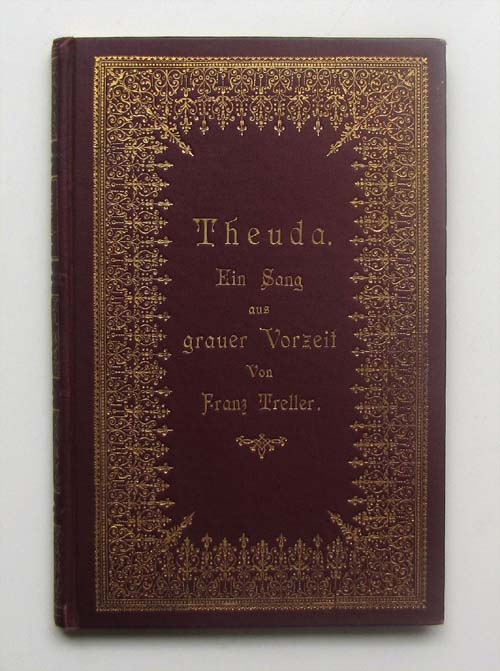 Theuda.
Ein Sang
aus
grauer Vorzeit
Von
Franz Treller.